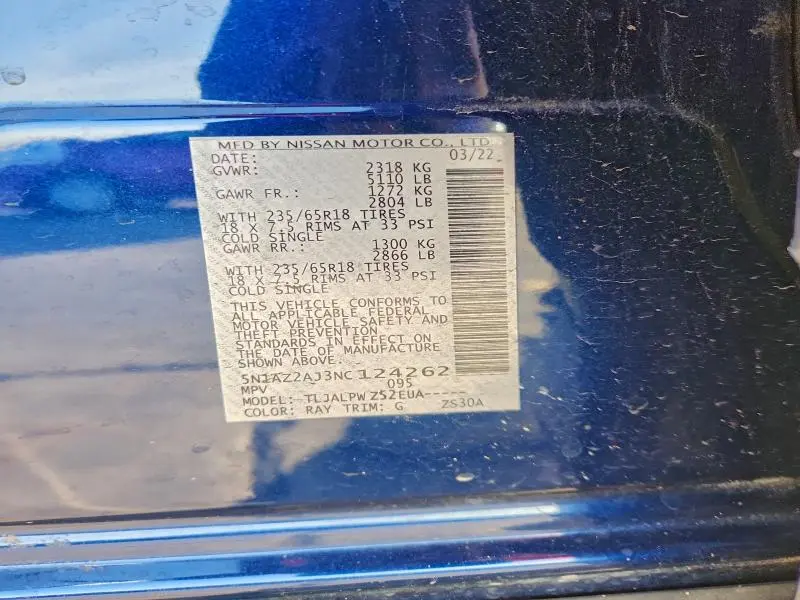 MFD BY NISSAN MOTOR CO., LTD.
DATE: 03/22
GVWR: 2318 KG
5110 LB
GAWR FR.: 1272 KG
2804 LB
WITH 235/65R18 TIRES
18 X 7.5 RIMS AT 33 PSI
COLD SINGLE
GAWR RR.: 1300 KG
2866 LB
WITH 235/65R18 TIRES
18 X 7.5 RIMS AT 33 PSI
COLD SINGLE
THIS VEHICLE CONFORMS TO
ALL APPLICABLE FEDERAL
MOTOR VEHICLE SAFETY AND
THEFT PREVENTION
STANDARDS IN EFFECT ON
THE DATE OF MANUFACTURE
SHOWN ABOVE.
5N1AZ2AJ3NC124262
MPV 095
MODEL: TLJALPWZS2EUA-----
COLOR: RAY TRIM: G ZS30A